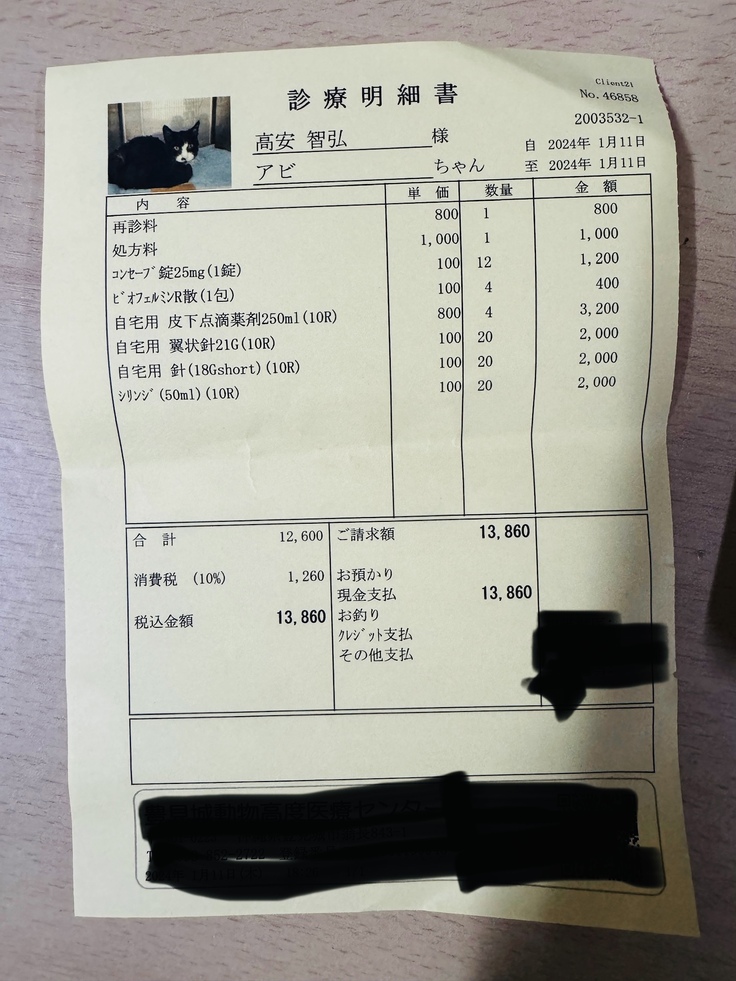 診療明細書
Client21
No. 46858
2003532-1
高安 智弘 様
アビ ちゃん
自 2024年 1月11日
至 2024年 1月11日
内 容 単 価 数量 金 額
再診料 800 1 800
処方料 1,000 1 1,000
ｺﾝｾｰﾌﾞ錠25mg(1錠) 100 12 1,200
ﾋﾞｵﾌｪﾙﾐﾝR散(1包) 100 4 400
自宅用 皮下点滴薬剤250ml(10R) 800 4 3,200
自宅用 翼状針21G(10R) 100 20 2,000
自宅用 針(18Gshort)(10R) 100 20 2,000
ｼﾘﾝｼﾞ(50ml)(10R) 100 20 2,000
合 計 12,600
消費税 (10%) 1,260
税込金額 13,860
ご請求額 13,860
お預かり
現金支払 13,860
お釣り
ｸﾚｼﾞｯﾄ支払
その他支払